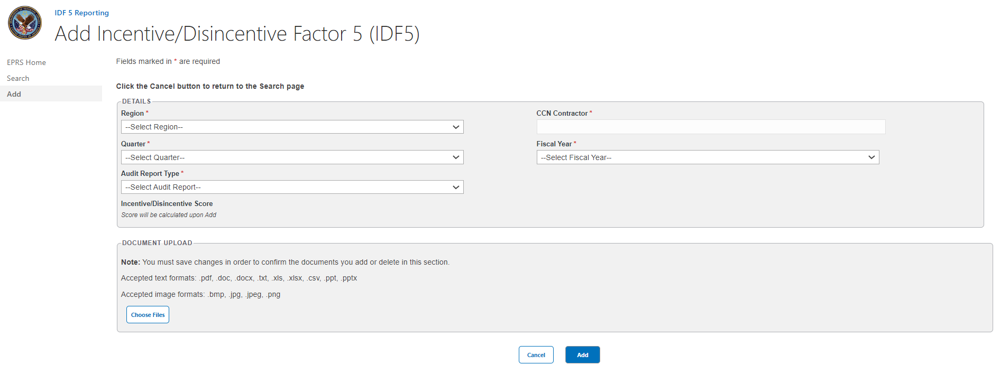 IDF 5 Reporting
Add Incentive/Disincentive Factor 5 (IDF5)
EPRS Home
Search
Add
Fields marked in * are required
Click the Cancel button to return to the Search page
DETAILS
Region *
CCN Contractor *
--Select Region--
Quarter *
Fiscal Year *
--Select Quarter--
--Select Fiscal Year--
Audit Report Type *
--Select Audit Report--
Incentive/Disincentive Score
Score will be calculated upon Add
DOCUMENT UPLOAD
Note: You must save changes in order to confirm the documents you add or delete in this section.
Accepted text formats: .pdf, .doc, .docx, .txt, .xls, .xlsx, .csv, .ppt, .pptx
Accepted image formats: .bmp, .jpg, .jpeg, .png
Choose Files
Cancel
Add